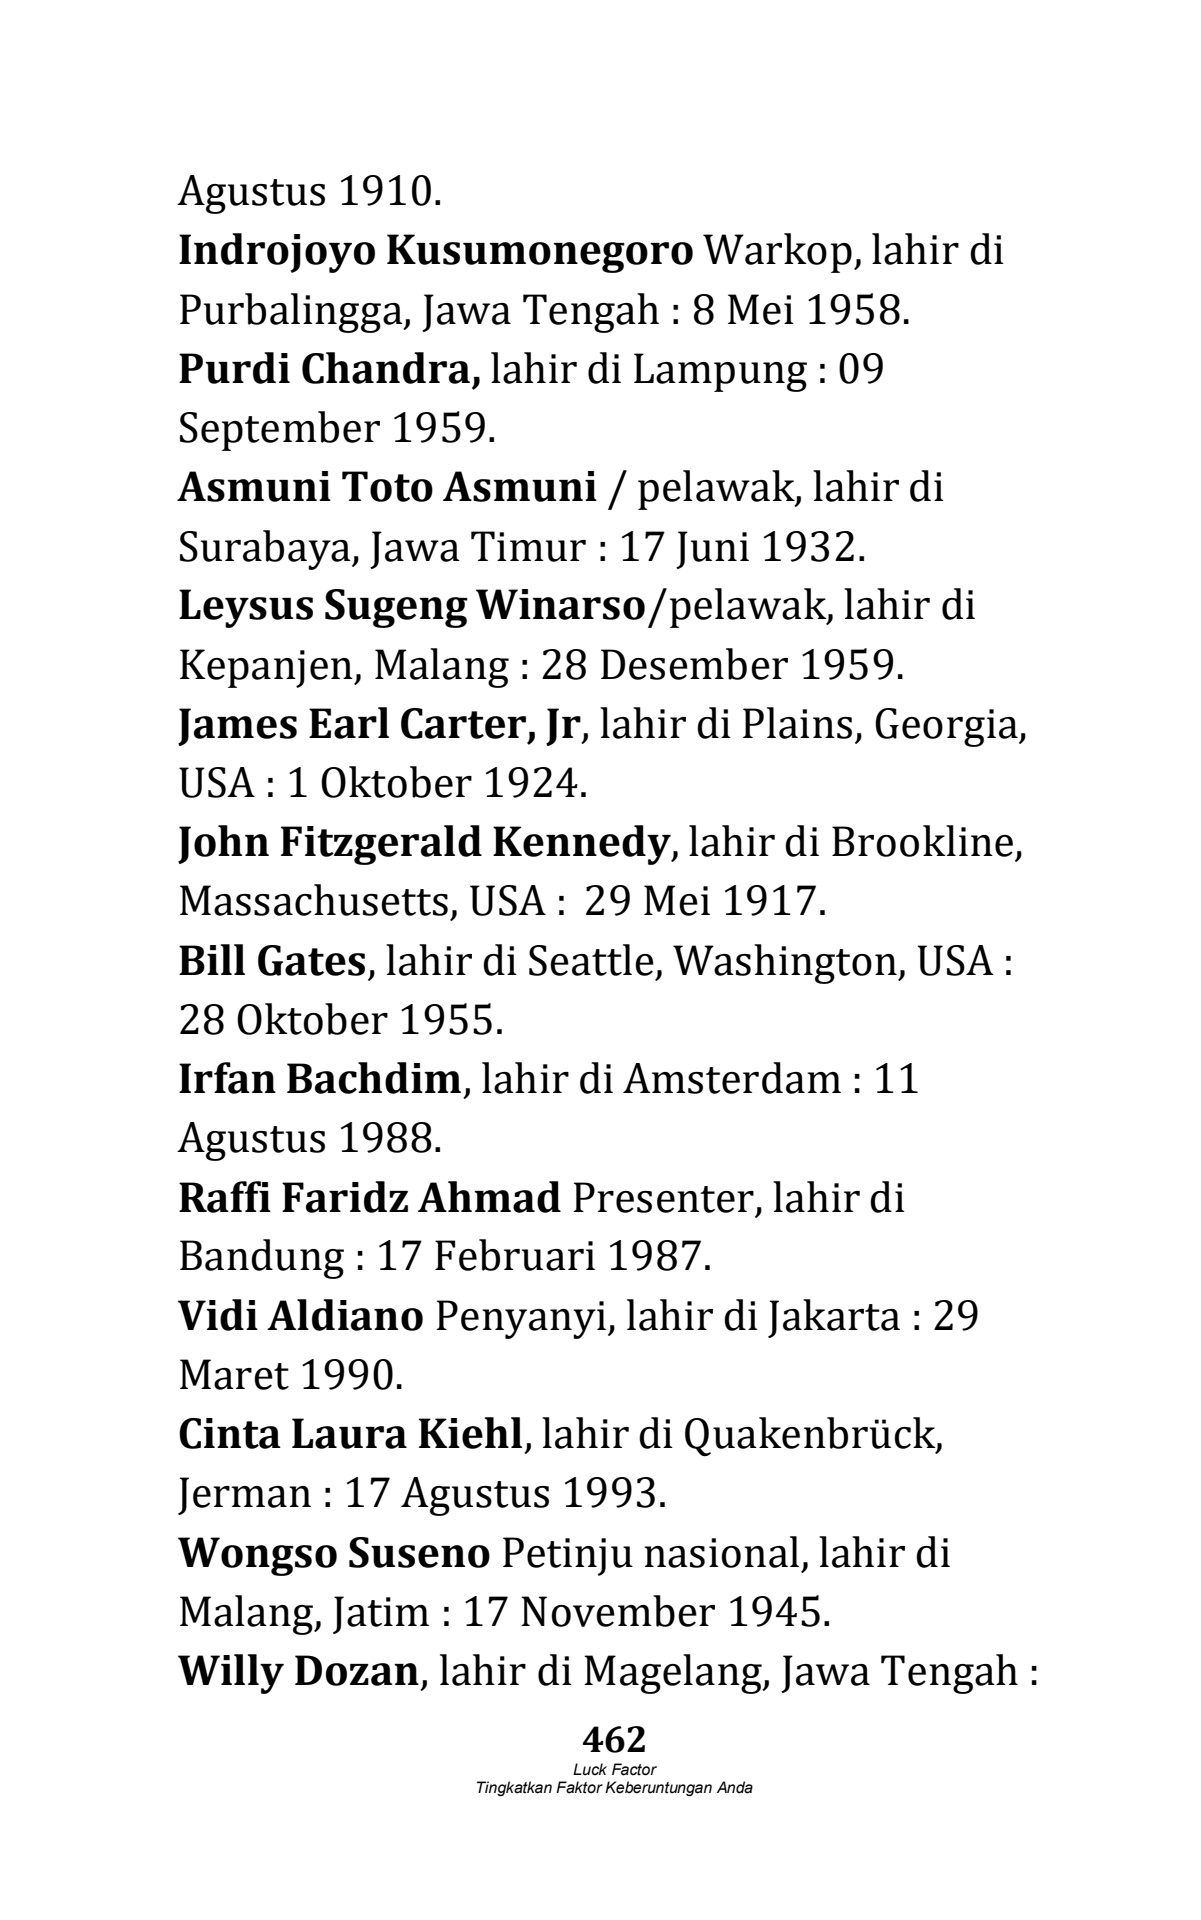 Agustus 1910.
Indrojoyo Kusumonegoro Warkop, lahir di
Purbalingga, Jawa Tengah : 8 Mei 1958.
Purdi Chandra, lahir di Lampung : 09
September 1959.
Asmuni Toto Asmuni / pelawak, lahir di
Surabaya, Jawa Timur : 17 Juni 1932.
Leysus Sugeng Winarso/pelawak, lahir di
Kepanjen, Malang : 28 Desember 1959.
James Earl Carter, Jr, lahir di Plains, Georgia,
USA : 1 Oktober 1924.
John Fitzgerald Kennedy, lahir di Brookline,
Massachusetts, USA : 29 Mei 1917.
Bill Gates, lahir di Seattle, Washington, USA :
28 Oktober 1955.
Irfan Bachdim, lahir di Amsterdam : 11
Agustus 1988.
Raffi Faridz Ahmad Presenter, lahir di
Bandung : 17 Februari 1987.
Vidi Aldiano Penyanyi, lahir di Jakarta : 29
Maret 1990.
Cinta Laura Kiehl, lahir di Quakenbrück,
Jerman : 17 Agustus 1993.
Wongso Suseno Petinju nasional, lahir di
Malang, Jatim : 17 November 1945.
Willy Dozan, lahir di Magelang, Jawa Tengah :
462
Luck Factor
Tingkatkan Faktor Keberuntungan Anda